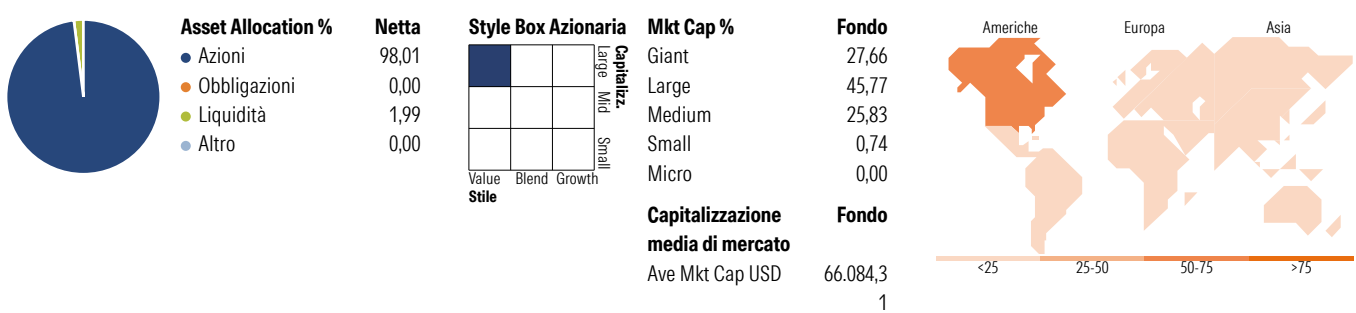 Asset Allocation % Netta
Azioni 98,01
Obbligazioni 0,00
Liquidità 1,99
Altro 0,00
Style Box Azionaria
Capitalizz.
Large Mid Small
Value Blend Growth
Stile
Mkt Cap % Fondo
Giant 27,66
Large 45,77
Medium 25,83
Small 0,74
Micro 0,00
Capitalizzazione Fondo
media di mercato
Ave Mkt Cap USD 66.084,3
1
Americhe Europa Asia
<25 25-50 50-75 >75